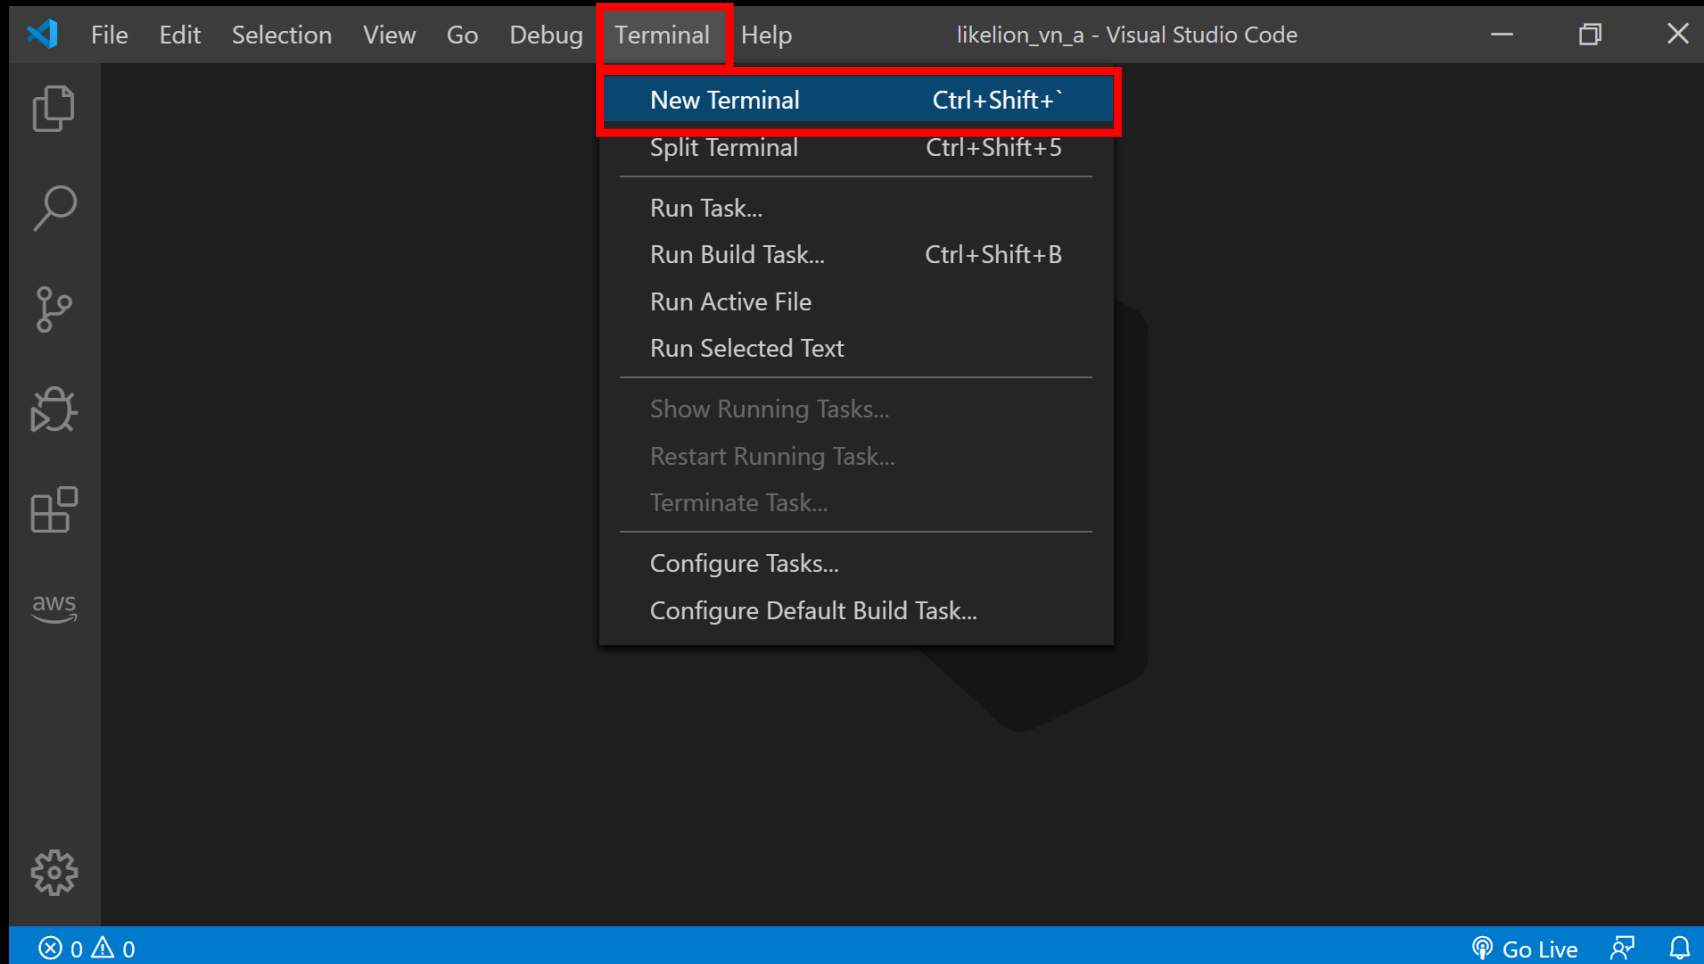 File Edit Selection View Go Debug Terminal Help likelion_vn_a - Visual Studio Code
New Terminal Ctrl+Shift+`
Split Terminal Ctrl+Shift+5
Run Task...
Run Build Task... Ctrl+Shift+B
Run Active File
Run Selected Text
Show Running Tasks...
Restart Running Task...
Terminate Task...
Configure Tasks...
Configure Default Build Task...
aws
0 0 Go Live